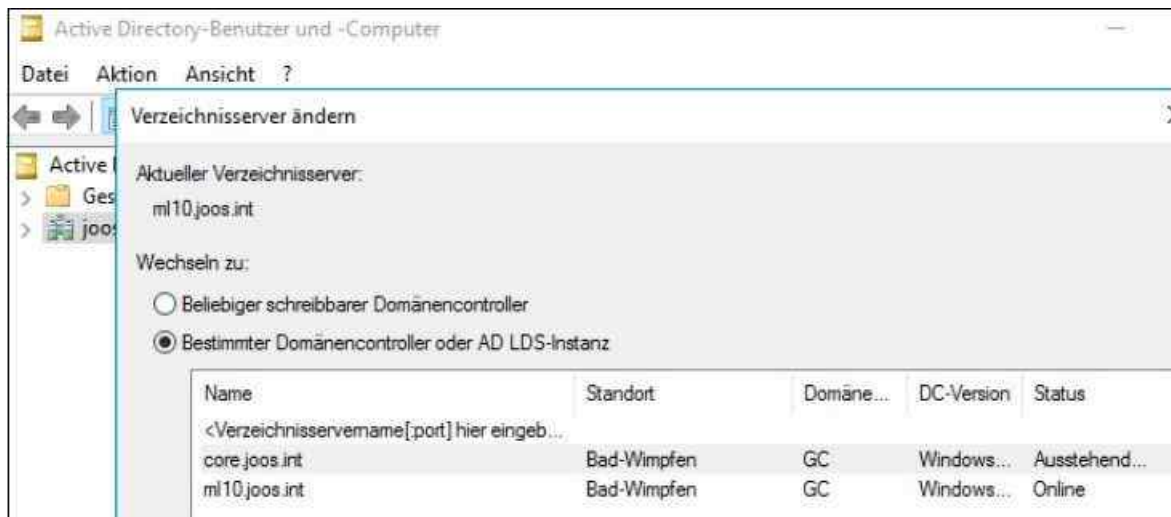 Active Directory-Benutzer und -Computer
Datei Aktion Ansicht ?
Verzeichnisserver ändern
Active
Aktueller Verzeichnisserver:
Ges
ml10.joos.int
joos
Wechseln zu:
Beliebiger schreibbarer Domänencontroller
Bestimmter Domänencontroller oder AD LDS-Instanz
Name Standort Domäne... DC-Version Status
<Verzeichnisservername[:port] hier eingeb...
core.joos.int Bad-Wimpfen GC Windows... Ausstehend...
ml10.joos.int Bad-Wimpfen GC Windows... Online